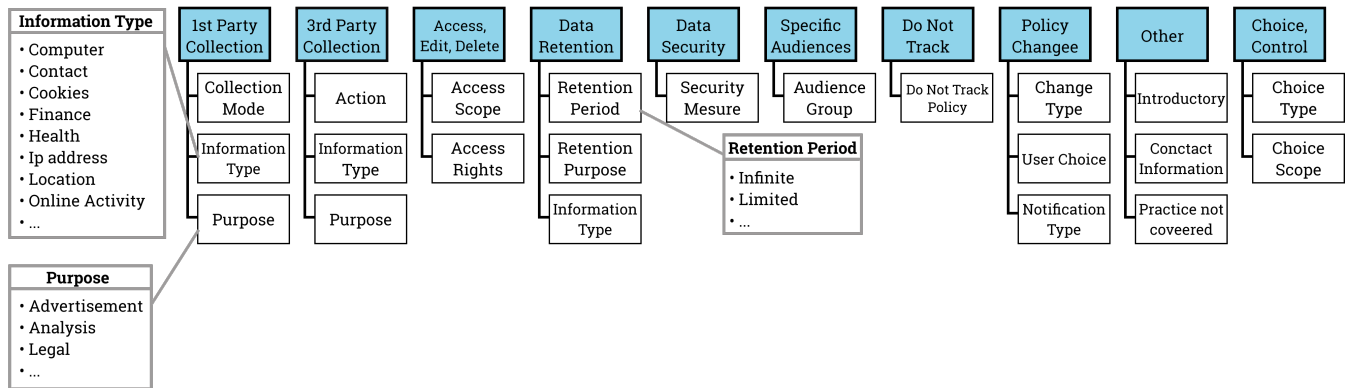 Information Type
• Computer
• Contact
• Cookies
• Finance
• Health
• Ip address
• Location
• Online Activity
• ...
Purpose
• Advertisement
• Analysis
• Legal
• ...
1st Party
Collection
Collection
Mode
Information
Type
Purpose
3rd Party
Collection
Action
Information
Type
Purpose
Access,
Edit, Delete
Access
Scope
Access
Rights
Data
Retention
Retention
Period
Retention
Purpose
Information
Type
Retention Period
• Infinite
• Limited
• ...
Data
Security
Security
Mesure
Specific
Audiences
Audience
Group
Do Not
Track
Do Not Track
Policy
Policy
Changee
Change
Type
User Choice
Notification
Type
Other
Introductory
Conctact
Information
Practice not
coveered
Choice,
Control
Choice
Type
Choice
Scope